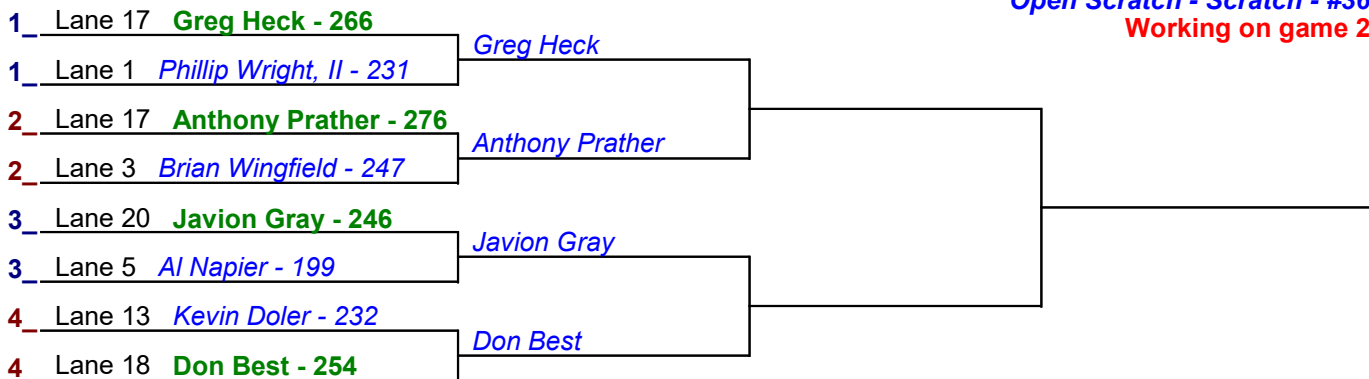 Open Scratch - Scratch - #36
Working on game 2
1_ Lane 17 Greg Heck - 266
Greg Heck
1_ Lane 1 Phillip Wright, II - 231
2_ Lane 17 Anthony Prather - 276
Anthony Prather
2_ Lane 3 Brian Wingfield - 247
3_ Lane 20 Javion Gray - 246
Javion Gray
3_ Lane 5 Al Napier - 199
4_ Lane 13 Kevin Doler - 232
Don Best
4 Lane 18 Don Best - 254